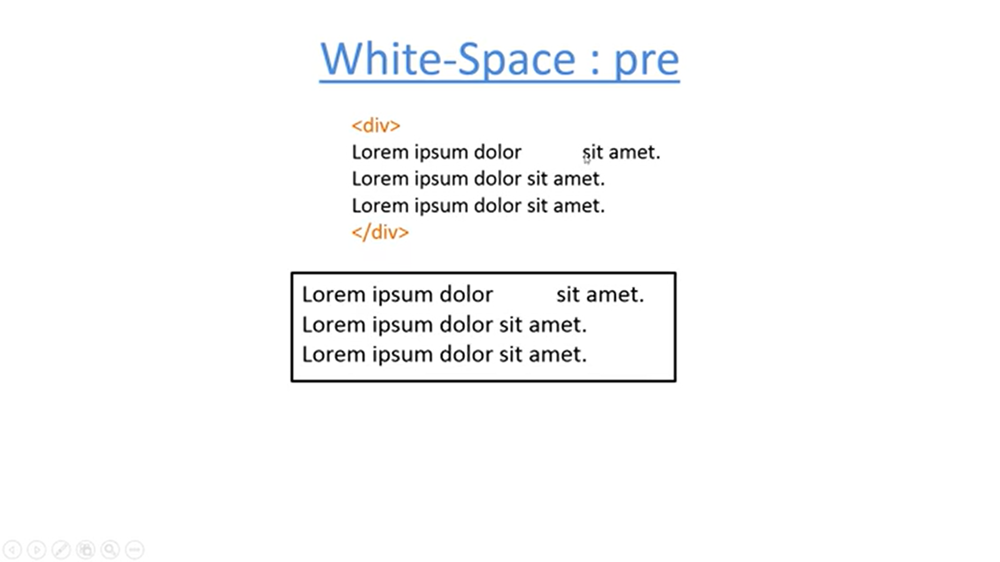 White-Space : pre
<div>
Lorem ipsum dolor          sit amet.
Lorem ipsum dolor sit amet.
Lorem ipsum dolor sit amet.
</div>
Lorem ipsum dolor          sit amet.
Lorem ipsum dolor sit amet.
Lorem ipsum dolor sit amet.